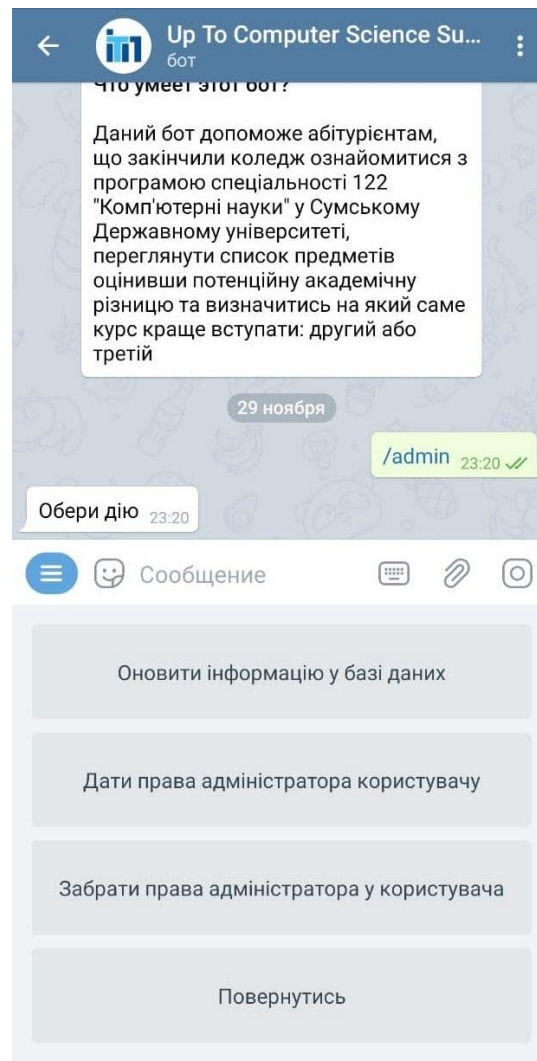 Up To Computer Science Su...
бот
Что умеет этот бот?
Даний бот допоможе абітурієнтам,
що закінчили коледж ознайомитися з
програмою спеціальності 122
"Комп'ютерні науки" у Сумському
Державному університеті,
переглянути список предметів
оцінивши потенційну академічну
різницю та визначитись на який саме
курс краще вступати: другий або
третій
29 ноября
/admin 23:20
Обери дію 23:20
Сообщение
Оновити інформацію у базі даних
Дати права адміністратора користувачу
Забрати права адміністратора у користувача
Повернутись